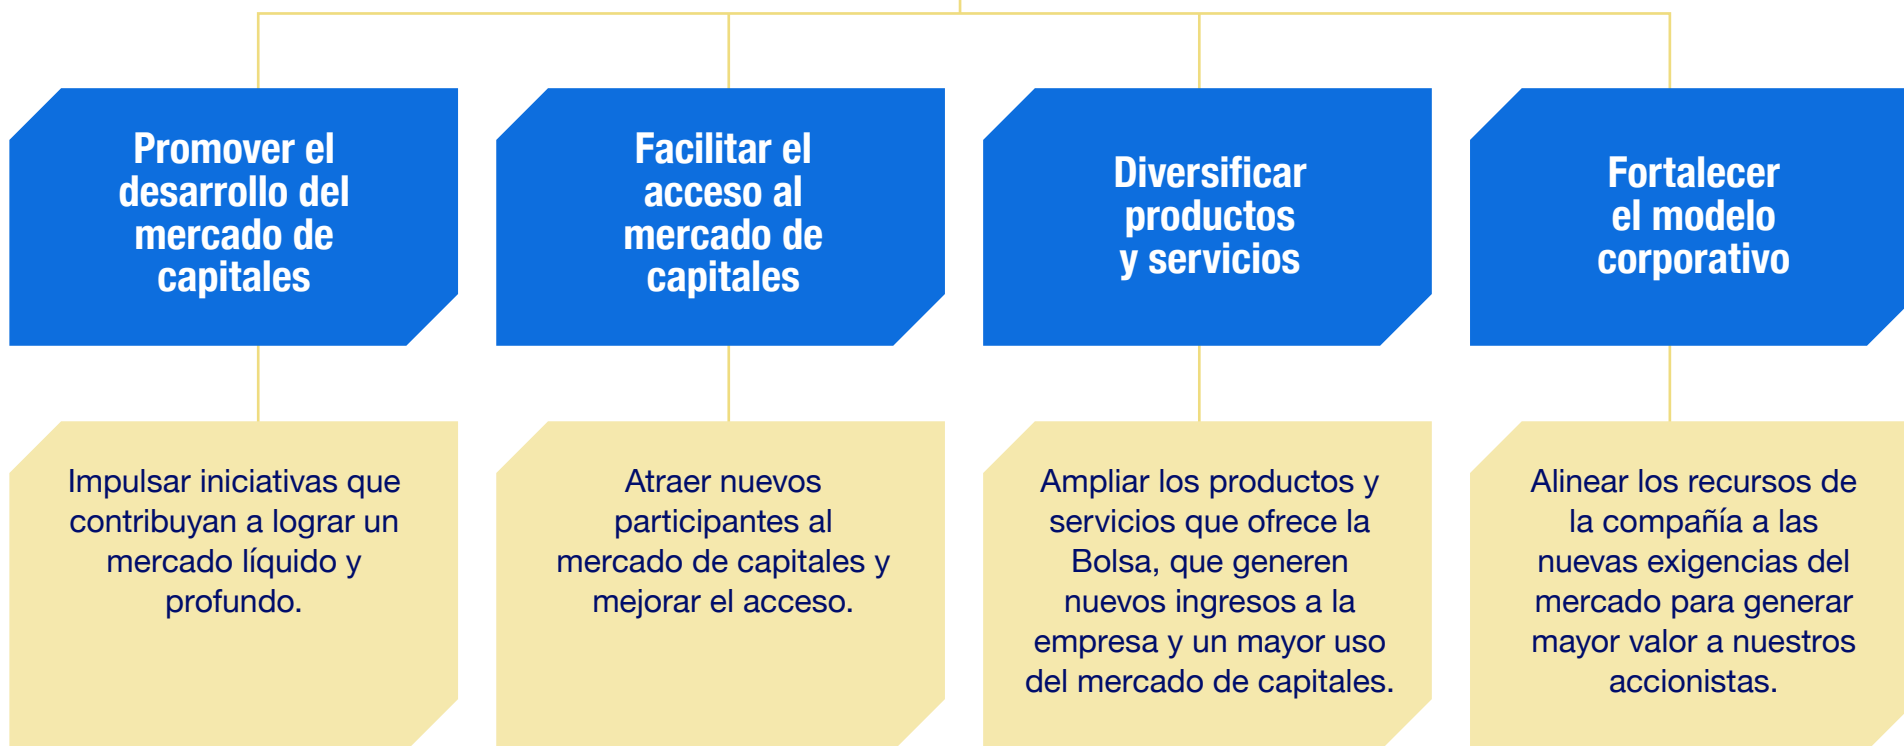 Promover el
desarrollo del
mercado de
capitales
Impulsar iniciativas que
contribuyan a lograr un
mercado líquido y
profundo.
Facilitar el
acceso al
mercado de
capitales
Atraer nuevos
participantes al
mercado de capitales y
mejorar el acceso.
Diversificar
productos
y servicios
Ampliar los productos y
servicios que ofrece la
Bolsa, que generen
nuevos ingresos a la
empresa y un mayor uso
del mercado de capitales.
Fortalecer
el modelo
corporativo
Alinear los recursos de
la compañía a las
nuevas exigencias del
mercado para generar
mayor valor a nuestros
accionistas.